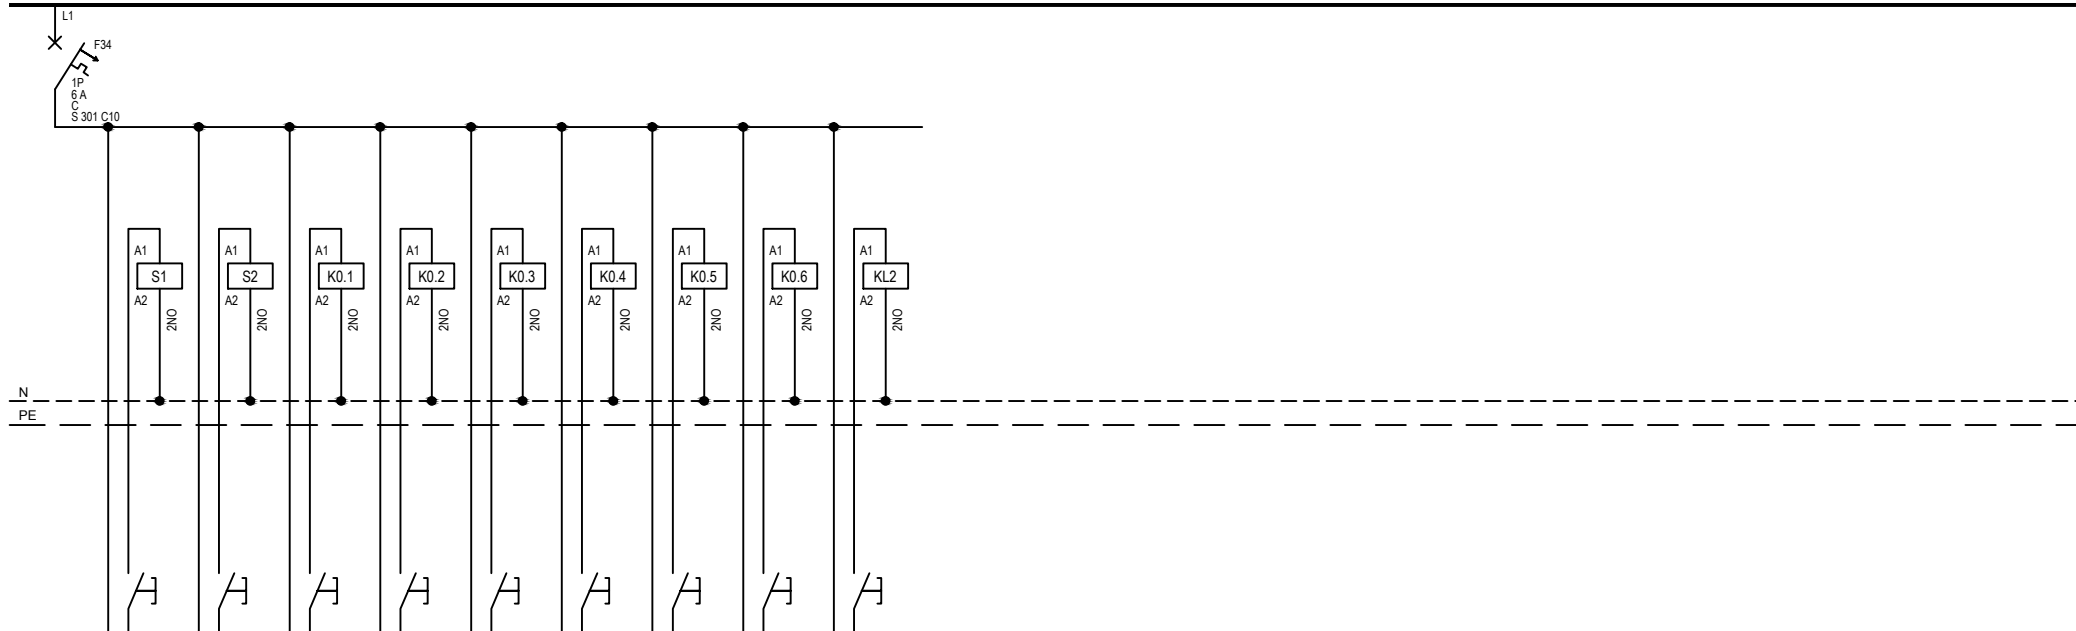 L1
F34
1P
6 A
C
S 301 C10
A1 A1 A1 A1 A1 A1 A1 A1 A1
S1 S2 K0.1 K0.2 K0.3 K0.4 K0.5 K0.6 KL2
A2 A2 A2 A2 A2 A2 A2 A2 A2
2NO 2NO 2NO 2NO 2NO 2NO 2NO 2NO 2NO
N
PE